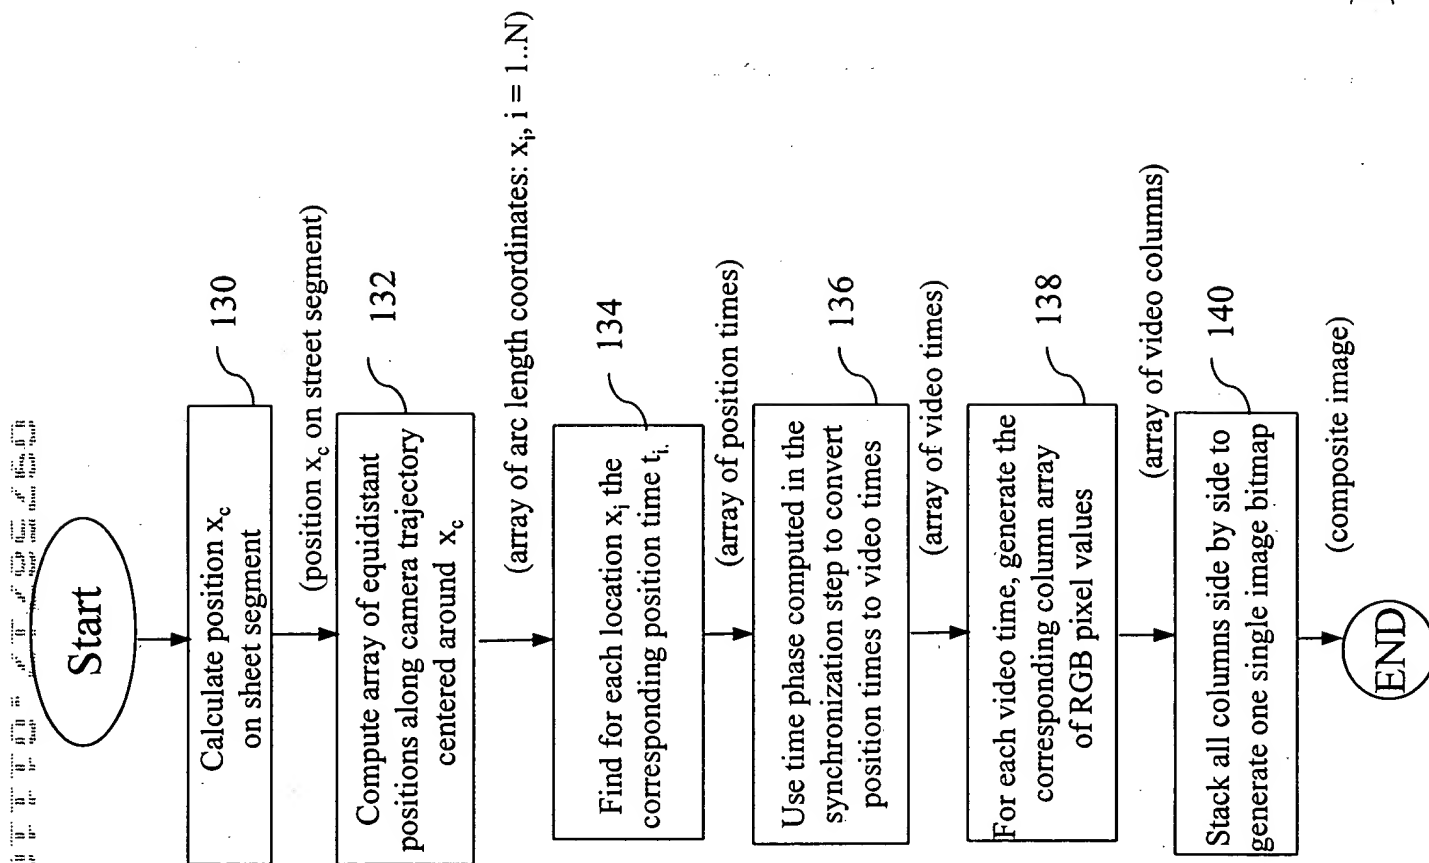 Start
Calculate position x_c
on sheet segment
130
(position x_c on street segment)
Compute array of equidistant
positions along camera trajectory
centered around x_c
132
(array of arc length coordinates: x_i, i = 1..N)
Find for each location x_i the
corresponding position time t_i.
134
(array of position times)
Use time phase computed in the
synchronization step to convert
position times to video times
136
(array of video times)
For each video time, generate the
corresponding column array
of RGB pixel values
138
(array of video columns)
Stack all columns side by side to
generate one single image bitmap
140
(composite image)
END